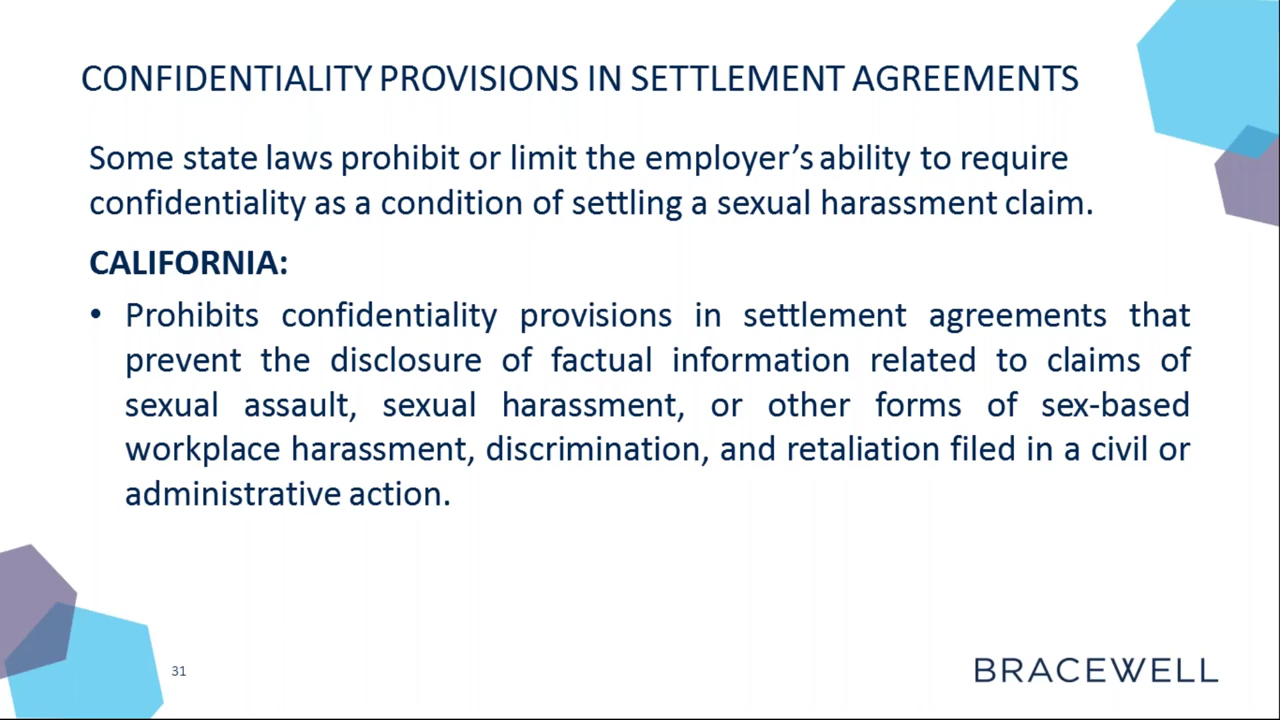 CONFIDENTIALITY PROVISIONS IN SETTLEMENT AGREEMENTS
Some state laws prohibit or limit the employer’s ability to require
confidentiality as a condition of settling a sexual harassment claim.
CALIFORNIA:
• Prohibits confidentiality provisions in settlement agreements that
prevent the disclosure of factual information related to claims of
sexual assault, sexual harassment, or other forms of sex-based
workplace harassment, discrimination, and retaliation filed in a civil or
administrative action.
31
BRACEWELL